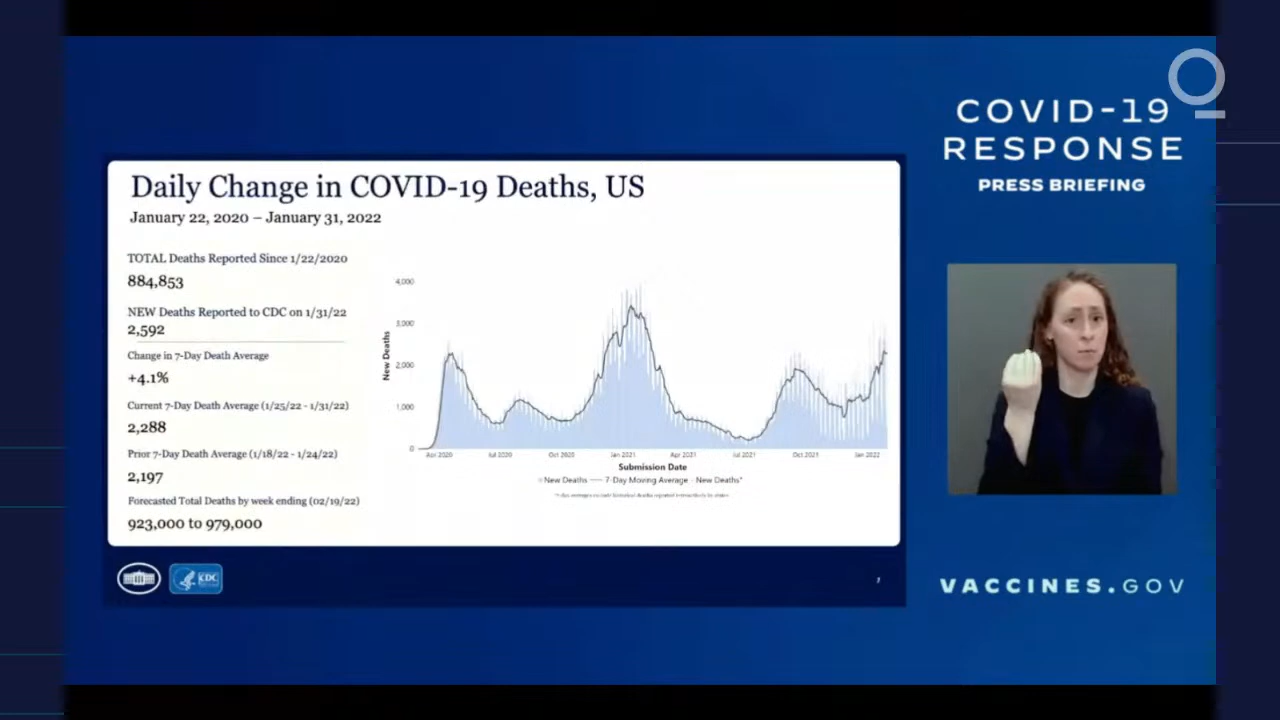 COVID-19
RESPONSE
PRESS BRIEFING
Daily Change in COVID-19 Deaths, US
January 22, 2020 – January 31, 2022
TOTAL Deaths Reported Since 1/22/2020
884,853
NEW Deaths Reported to CDC on 1/31/22
2,592
Change in 7-Day Death Average
+4.1%
Current 7-Day Death Average (1/25/22 - 1/31/22)
2,288
Prior 7-Day Death Average (1/18/22 - 1/24/22)
2,197
Forecasted Total Deaths by week ending (02/19/22)
923,000 to 979,000
New Deaths
4,000
3,000
2,000
1,000
0
Apr 2020 Jul 2020 Oct 2020 Jan 2021 Apr 2021 Jul 2021 Oct 2021 Jan 2022
Submission Date
New Deaths 7-Day Moving Average - New Deaths*
CDC
VACCINES.GOV